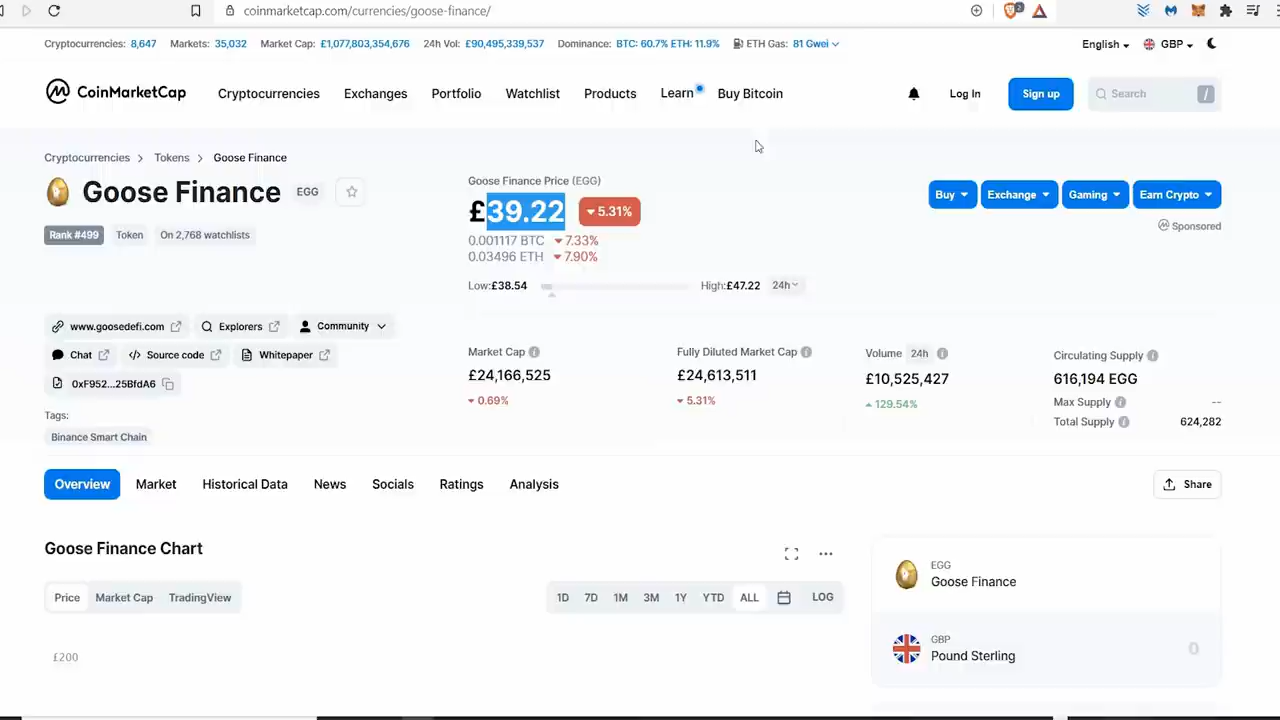 coinmarketcap.com/currencies/goose-finance/
Cryptocurrencies: 8,647 Markets: 35,032 Market Cap: £1,077,803,354,676 24h Vol: £90,495,339,537 Dominance: BTC: 60.7% ETH: 11.9% ETH Gas: 81 Gwei English GBP
CoinMarketCap Cryptocurrencies Exchanges Portfolio Watchlist Products Learn Buy Bitcoin Log In Sign up Search /
Cryptocurrencies Tokens Goose Finance
Goose Finance EGG
Rank #499 Token On 2,768 watchlists
Goose Finance Price (EGG)
£39.22 5.31%
0.001117 BTC 7.33%
0.03496 ETH 7.90%
Low:£38.54 High:£47.22 24h
Buy Exchange Gaming Earn Crypto
Sponsored
www.goosedefi.com Explorers Community
Chat Source code Whitepaper
0xF952...25BfdA6
Tags:
Binance Smart Chain
Market Cap
£24,166,525
0.69%
Fully Diluted Market Cap
£24,613,511
5.31%
Volume 24h
£10,525,427
129.54%
Circulating Supply
616,194 EGG
Max Supply --
Total Supply 624,282
Overview Market Historical Data News Socials Ratings Analysis Share
Goose Finance Chart
Price Market Cap TradingView 1D 7D 1M 3M 1Y YTD ALL LOG
£200
EGG
Goose Finance
GBP
Pound Sterling 0